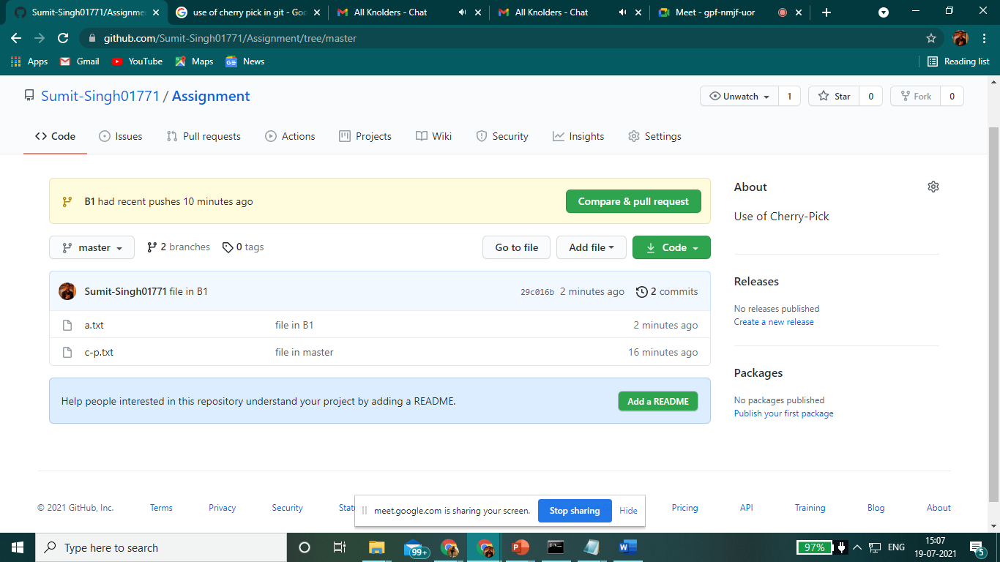 Sumit-Singh01771/Assignme
use of cherry pick in git - Goo
All Knolders - Chat
All Knolders - Chat
Meet - gpf-nmjf-uor
github.com/Sumit-Singh01771/Assignment/tree/master
Apps Gmail YouTube Maps News Reading list
Sumit-Singh01771 / Assignment
Unwatch 1 Star 0 Fork 0
Code Issues Pull requests Actions Projects Wiki Security Insights Settings
B1 had recent pushes 10 minutes ago
Compare & pull request
master 2 branches 0 tags
Go to file Add file Code
Sumit-Singh01771 file in B1 29c016b 2 minutes ago 2 commits
a.txt file in B1 2 minutes ago
c-p.txt file in master 16 minutes ago
Help people interested in this repository understand your project by adding a README.
Add a README
About
Use of Cherry-Pick
Releases
No releases published
Create a new release
Packages
No packages published
Publish your first package
© 2021 GitHub, Inc. Terms Privacy Security Statu Pricing API Training Blog About
meet.google.com is sharing your screen. Stop sharing Hide
Type here to search
99+
97%
ENG
15:07
19-07-2021
5